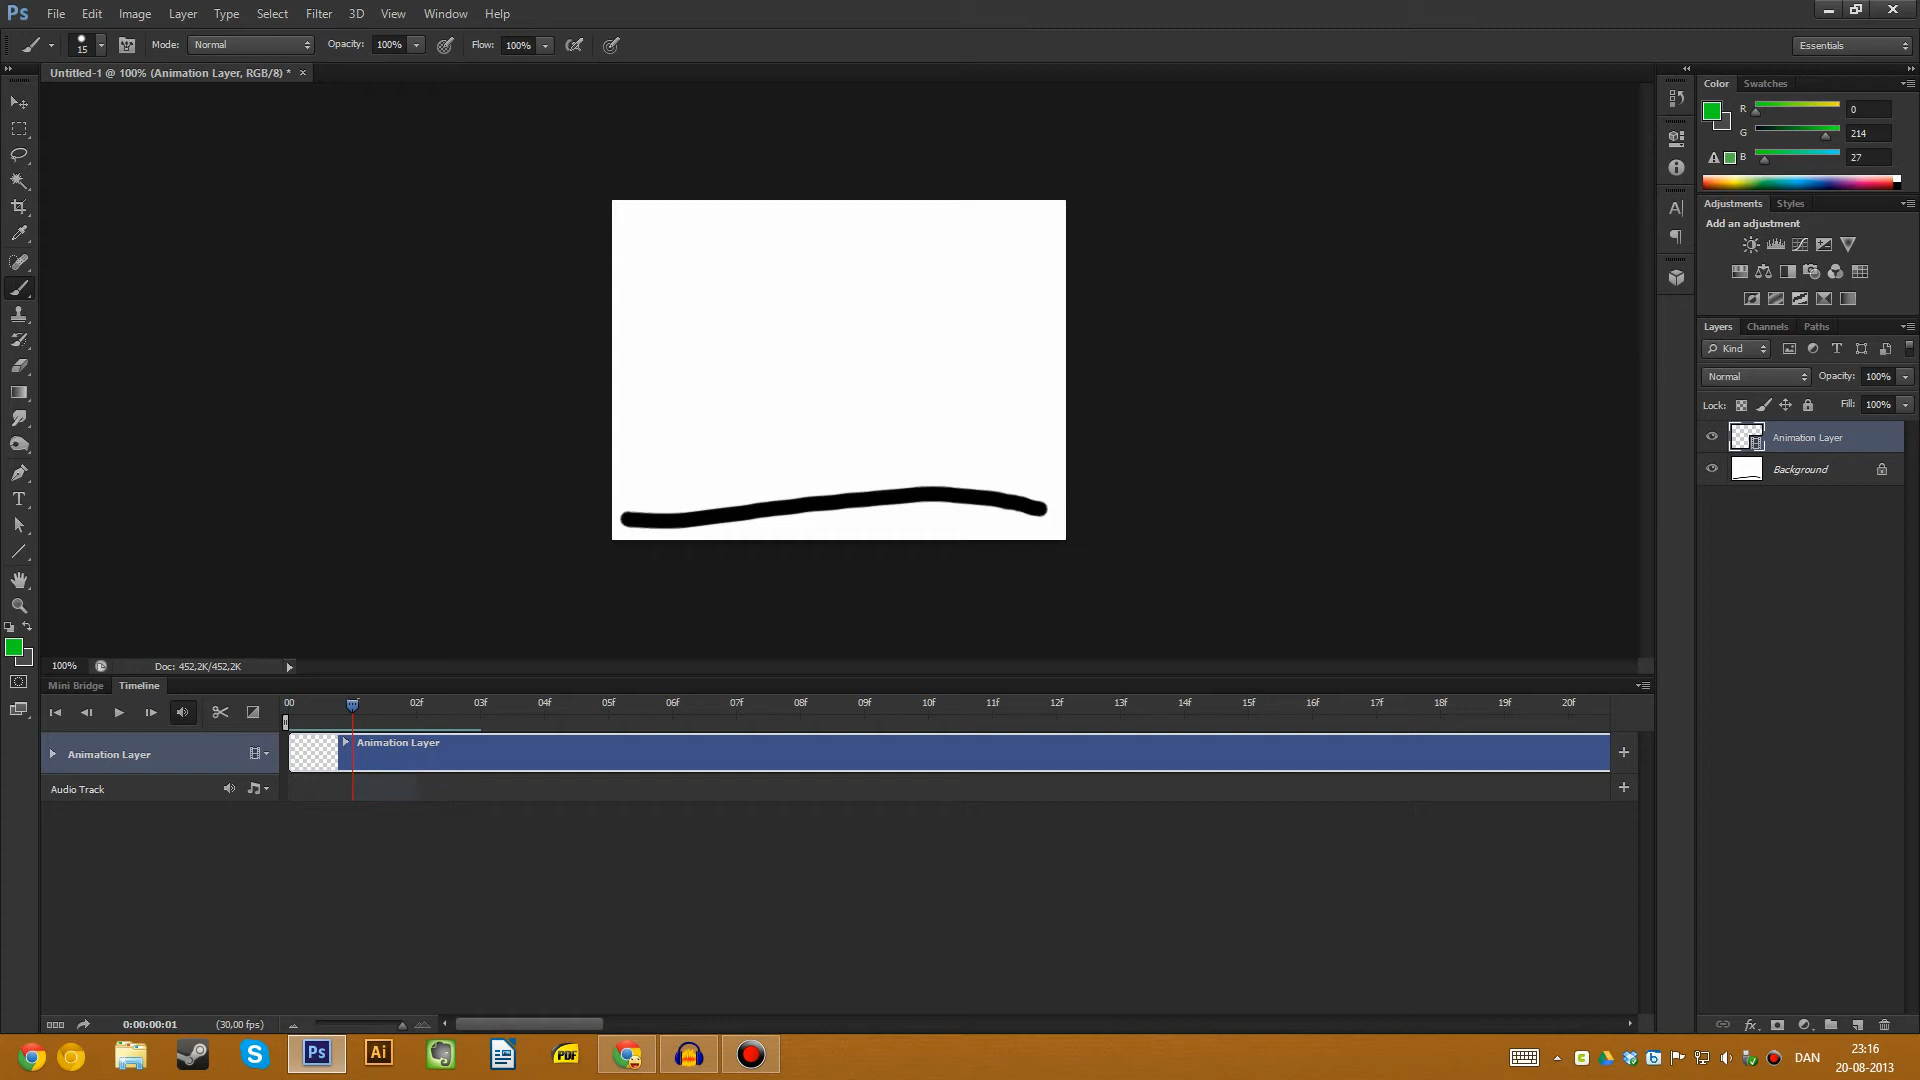 Ps File Edit Image Layer Type Select Filter 3D View Window Help
15 Mode: Normal Opacity: 100% Flow: 100% Essentials
Untitled-1 @ 100% (Animation Layer, RGB/8) * ×
Color Swatches
R 0
G 214
B 27
Adjustments Styles
Add an adjustment
Layers Channels Paths
Kind
Normal Opacity: 100%
Lock: Fill: 100%
Animation Layer
Background
100% Doc: 452,2K/452,2K
Mini Bridge Timeline
00 02f 03f 04f 05f 06f 07f 08f 09f 10f 11f 12f 13f 14f 15f 16f 17f 18f 19f 20f
Animation Layer
Animation Layer
Audio Track
0:00:00:01 (30,00 fps)
Ps Ai PDF
DAN 23:16
20-08-2013